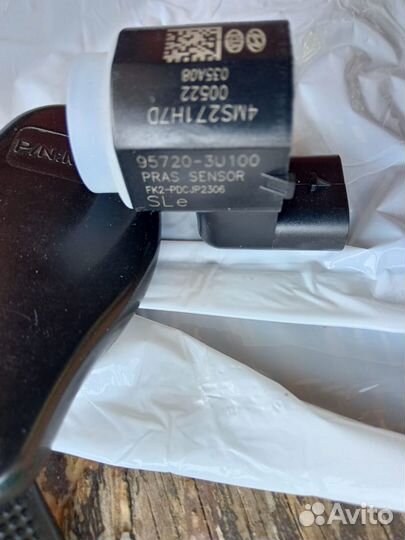 4MS271H7D
00522
035A08
95720-3U100
PRAS SENSOR
FK2-PDCJP2306
SLe
P/N:M
Avito